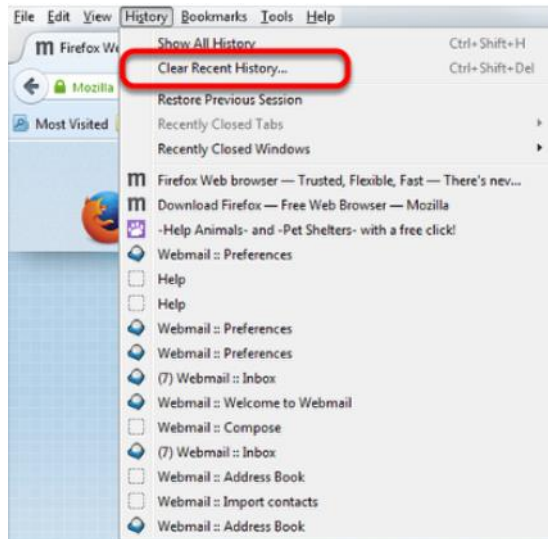 File Edit View History Bookmarks Tools Help
Firefox We
Show All History Ctrl+Shift+H
Clear Recent History... Ctrl+Shift+Del
Mozilla
Restore Previous Session
Most Visited
Recently Closed Tabs
Recently Closed Windows
m Firefox Web browser — Trusted, Flexible, Fast — There's nev...
m Download Firefox — Free Web Browser — Mozilla
-Help Animals- and -Pet Shelters- with a free click!
Webmail :: Preferences
Help
Help
Webmail :: Preferences
Webmail :: Preferences
(7) Webmail :: Inbox
Webmail :: Welcome to Webmail
Webmail :: Compose
(7) Webmail :: Inbox
Webmail :: Address Book
Webmail :: Import contacts
Webmail :: Address Book